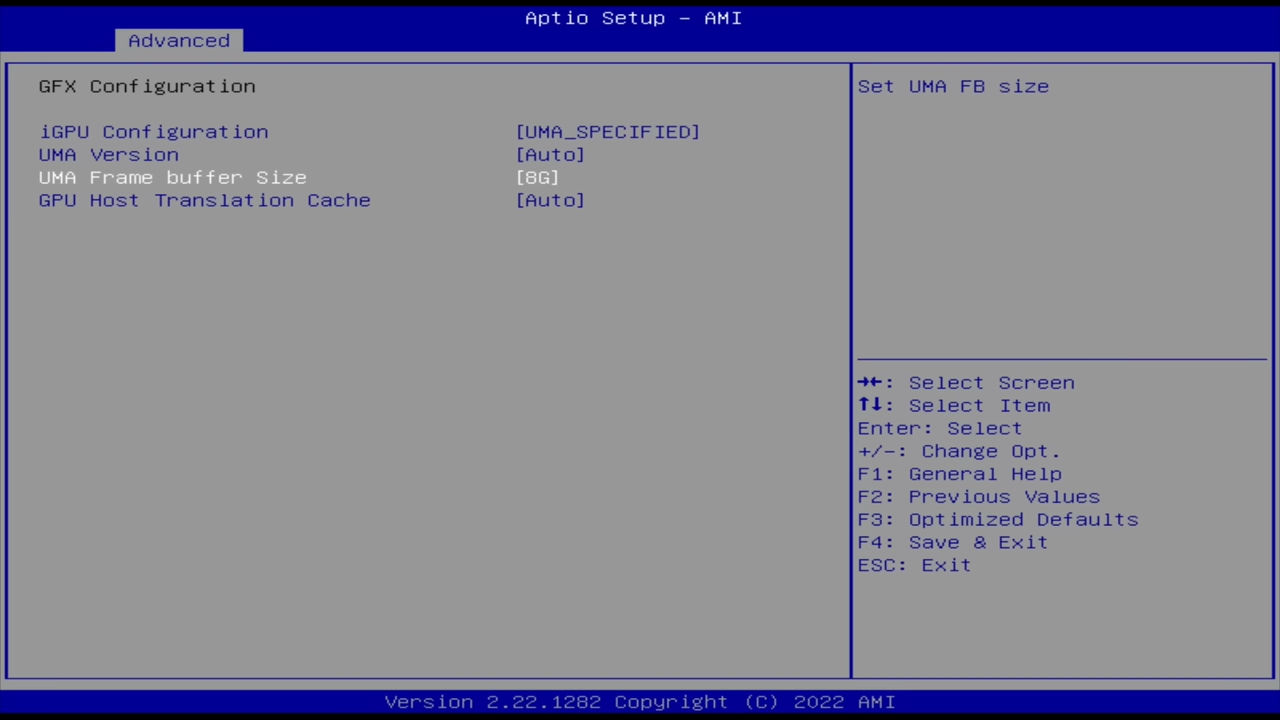 Aptio Setup – AMI
Advanced
GFX Configuration
iGPU Configuration [UMA_SPECIFIED]
UMA Version [Auto]
UMA Frame buffer Size [8G]
GPU Host Translation Cache [Auto]
Set UMA FB size
→←: Select Screen
↑↓: Select Item
Enter: Select
+/-: Change Opt.
F1: General Help
F2: Previous Values
F3: Optimized Defaults
F4: Save & Exit
ESC: Exit
Version 2.22.1282 Copyright (C) 2022 AMI